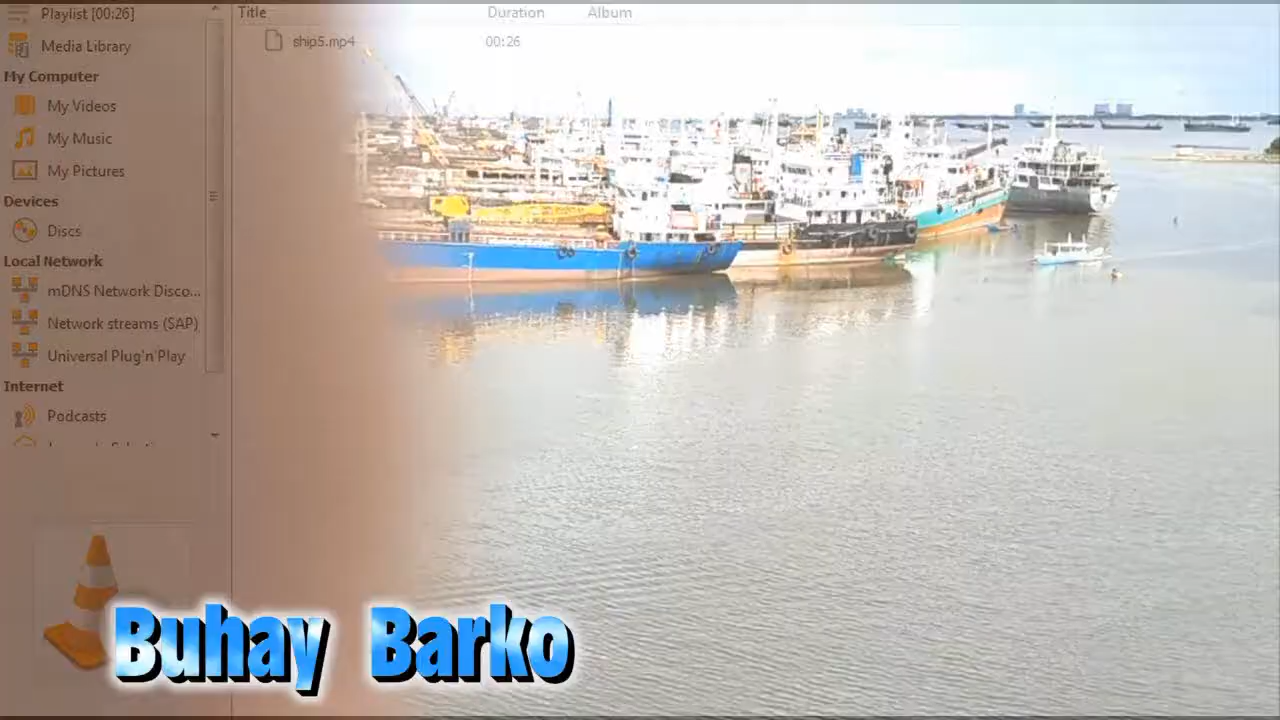 Playlist [00:26]
Title Duration Album
ship5.mp4 00:26
Media Library
My Computer
My Videos
My Music
My Pictures
Devices
Discs
Local Network
mDNS Network Disco...
Network streams (SAP)
Universal Plug'n'Play
Internet
Podcasts
Buhay Barko